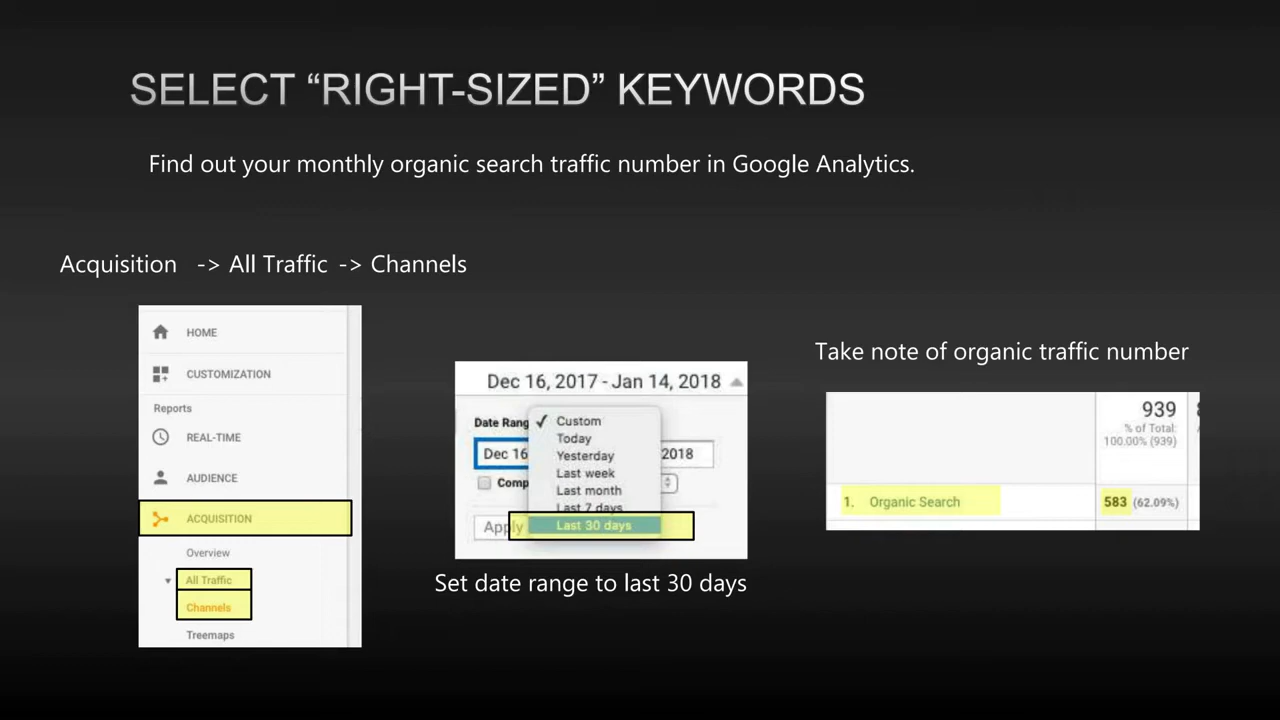 SELECT “RIGHT-SIZED” KEYWORDS
Find out your monthly organic search traffic number in Google Analytics.
Acquisition -> All Traffic -> Channels
HOME
CUSTOMIZATION
Reports
REAL-TIME
AUDIENCE
ACQUISITION
Overview
All Traffic
Channels
Treemaps
Dec 16, 2017 - Jan 14, 2018
Date Rang
Custom
Today
Yesterday
Last week
Last month
Last 7 days
Last 30 days
Dec 16
2018
Comp
Apply
Set date range to last 30 days
Take note of organic traffic number
939
% of Total:
100.00% (939)
1. Organic Search
583 (62.09%)